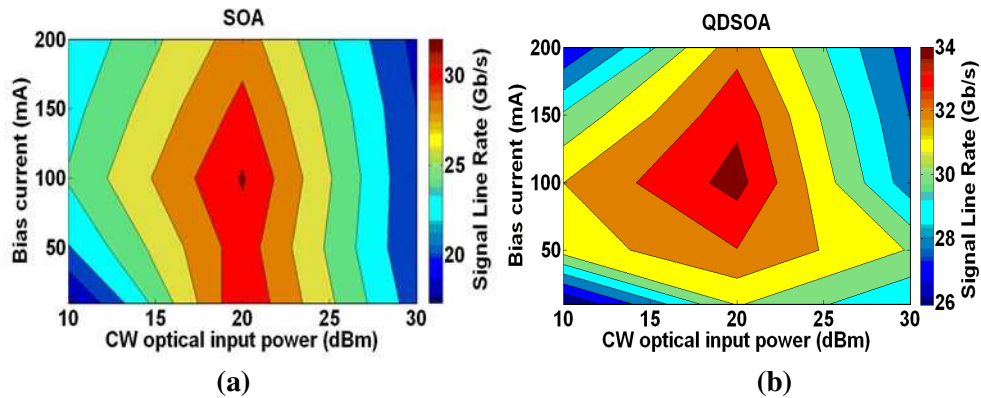 SOA
200
150
100
50
10
15
20
25
30
Bias current (mA)
CW optical input power (dBm)
30
25
20
Signal Line Rate (Gb/s)
(a)
QDSOA
200
150
100
50
10
15
20
25
30
Bias current (mA)
CW optical input power (dBm)
34
32
30
28
26
Signal Line Rate (Gb/s)
(b)